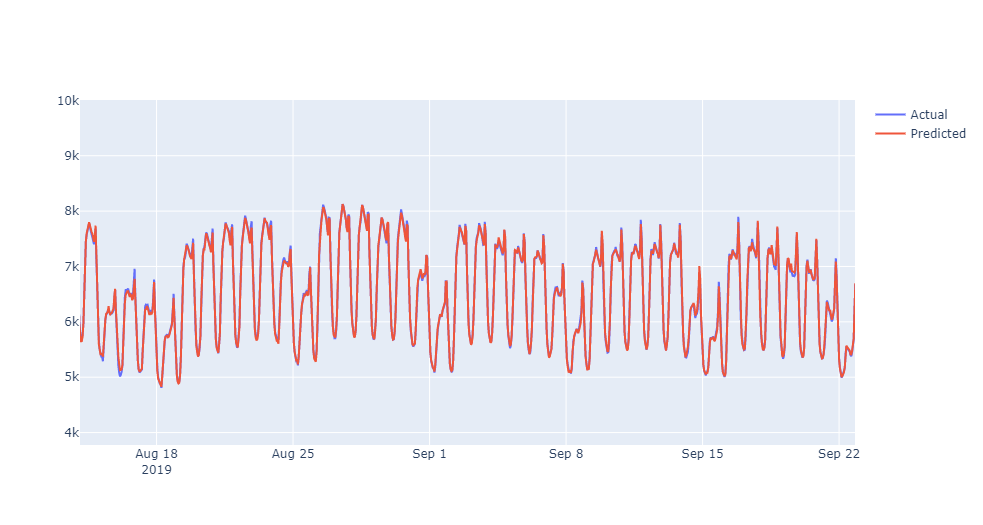 10k
9k
8k
7k
6k
5k
4k
Aug 18
2019
Aug 25
Sep 1
Sep 8
Sep 15
Sep 22
Actual
Predicted